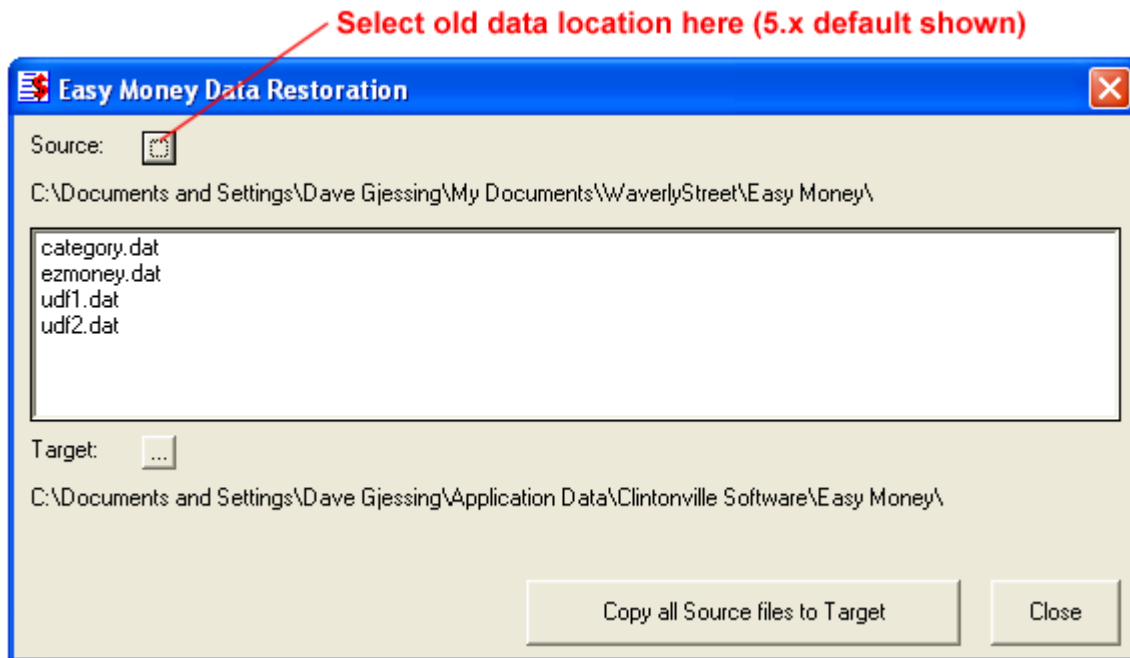 Select old data location here (5.x default shown)
Easy Money Data Restoration
Source:
C:\Documents and Settings\Dave Gjessing\My Documents\WaverlyStreet\Easy Money\
category.dat
ezmoney.dat
udf1.dat
udf2.dat
Target: ...
C:\Documents and Settings\Dave Gjessing\Application Data\Clintonville Software\Easy Money\
Copy all Source files to Target Close